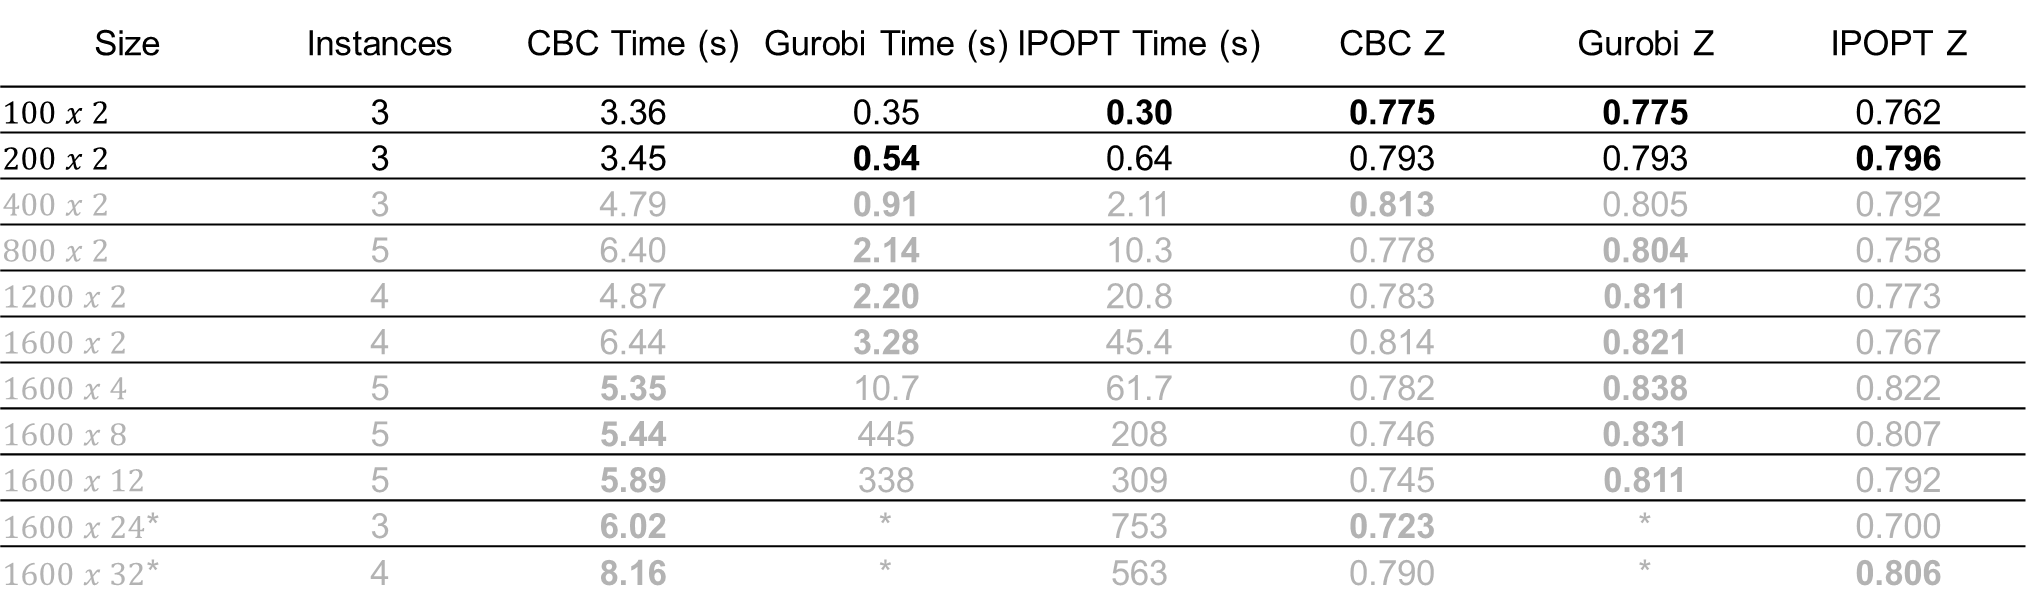 Size Instances CBC Time (s) Gurobi Time (s) IPOPT Time (s) CBC Z Gurobi Z IPOPT Z
100 x 2 3 3.36 0.35 0.30 0.775 0.775 0.762
200 x 2 3 3.45 0.54 0.64 0.793 0.793 0.796
400 x 2 3 4.79 0.91 2.11 0.813 0.805 0.792
800 x 2 5 6.40 2.14 10.3 0.778 0.804 0.758
1200 x 2 4 4.87 2.20 20.8 0.783 0.811 0.773
1600 x 2 4 6.44 3.28 45.4 0.814 0.821 0.767
1600 x 4 5 5.35 10.7 61.7 0.782 0.838 0.822
1600 x 8 5 5.44 445 208 0.746 0.831 0.807
1600 x 12 5 5.89 338 309 0.745 0.811 0.792
1600 x 24* 3 6.02 * 753 0.723 * 0.700
1600 x 32* 4 8.16 * 563 0.790 * 0.806